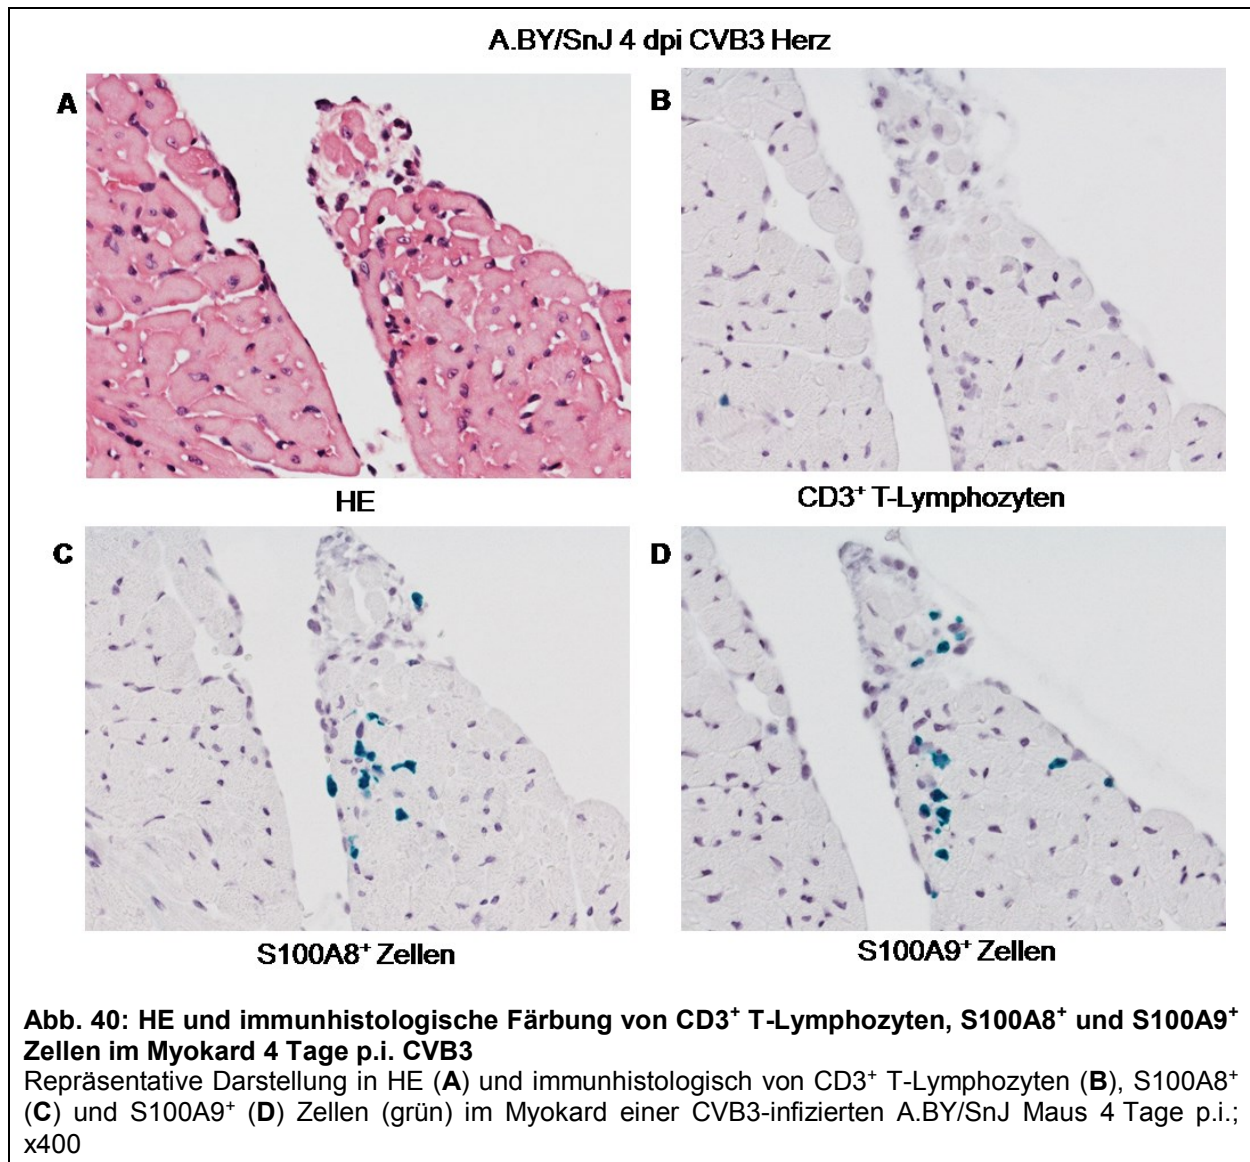 A.BY/SnJ 4 dpi CVB3 Herz
A
B
HE
CD3⁺ T-Lymphozyten
C
D
S100A8⁺ Zellen
S100A9⁺ Zellen
Abb. 40: HE und immunhistologische Färbung von CD3⁺ T-Lymphozyten, S100A8⁺ und S100A9⁺
Zellen im Myokard 4 Tage p.i. CVB3
Repräsentative Darstellung in HE (A) und immunhistologisch von CD3⁺ T-Lymphozyten (B), S100A8⁺
(C) und S100A9⁺ (D) Zellen (grün) im Myokard einer CVB3-infizierten A.BY/SnJ Maus 4 Tage p.i.;
x400